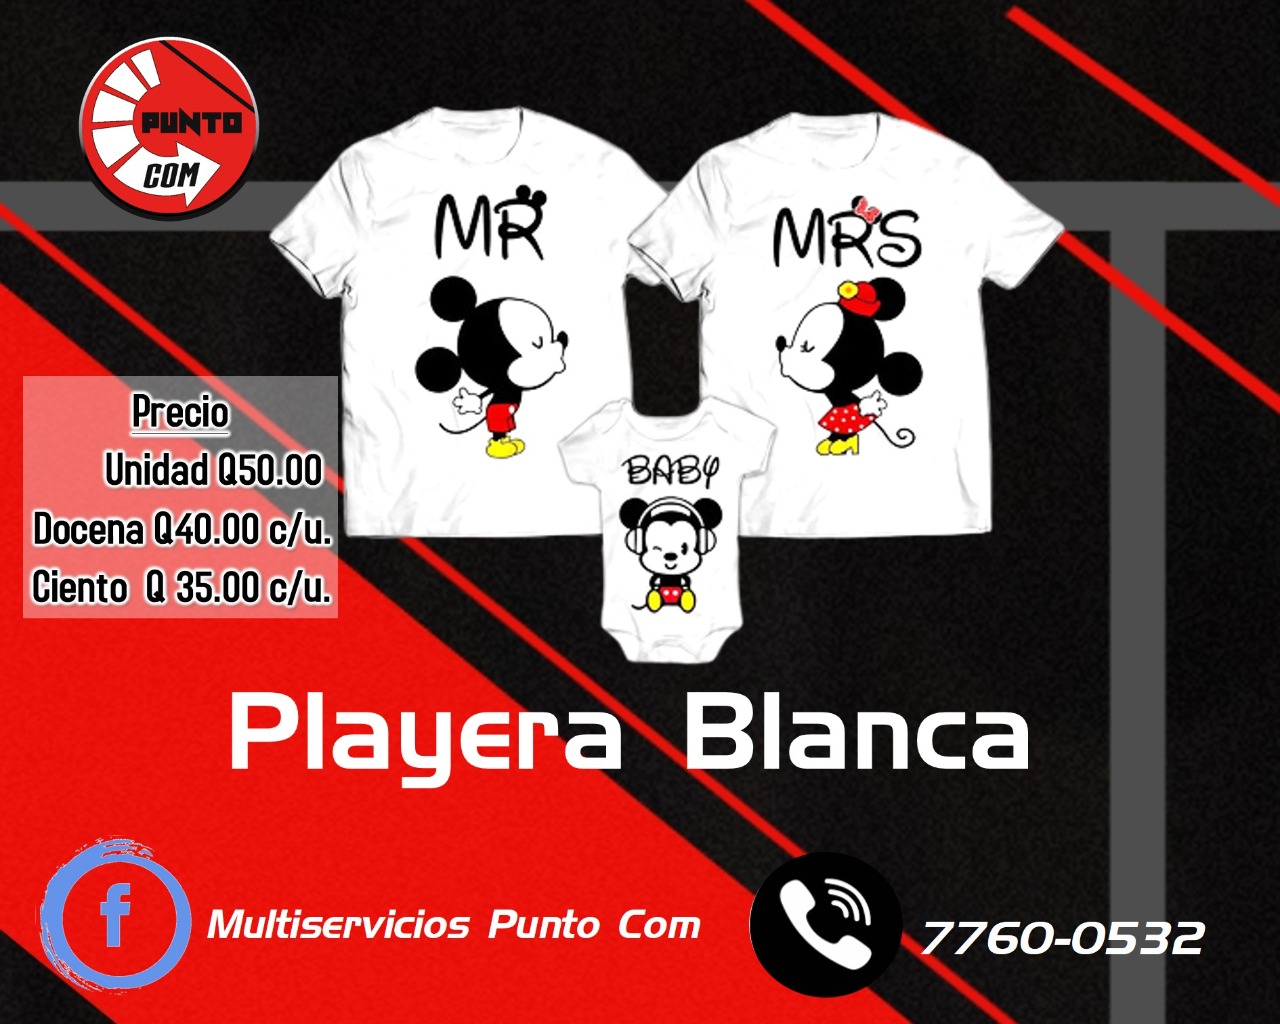 PUNTO
COM
MR
MRS
BABY
Precio
Unidad Q50.00
Docena Q40.00 c/u.
Ciento Q 35.00 c/u.
Playera Blanca
f
Multiservicios Punto Com
7760-0532